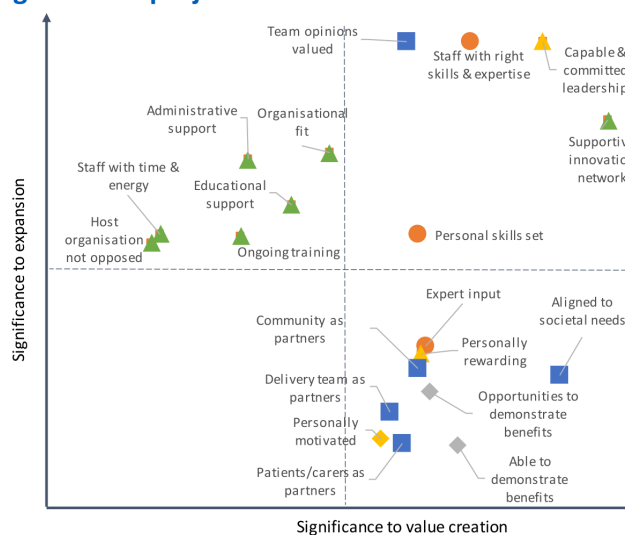 Team opinions
valued
Staff with right
skills & expertise
Capable &
committed
leadership
Administrative
support
Organisational
fit
Supportiv
innovatio
network
Staff with time &
energy
Educational
support
Host
organisation
not opposed
Ongoing training
Personal skills set
Significance to expansion
Expert input
Aligned to
societal needs
Community as
partners
Personally
rewarding
Delivery team as
partners
Opportunities to
demonstrate
benefits
Personally
motivated
Patients/carers as
partners
Able to
demonstrate
benefits
Significance to value creation